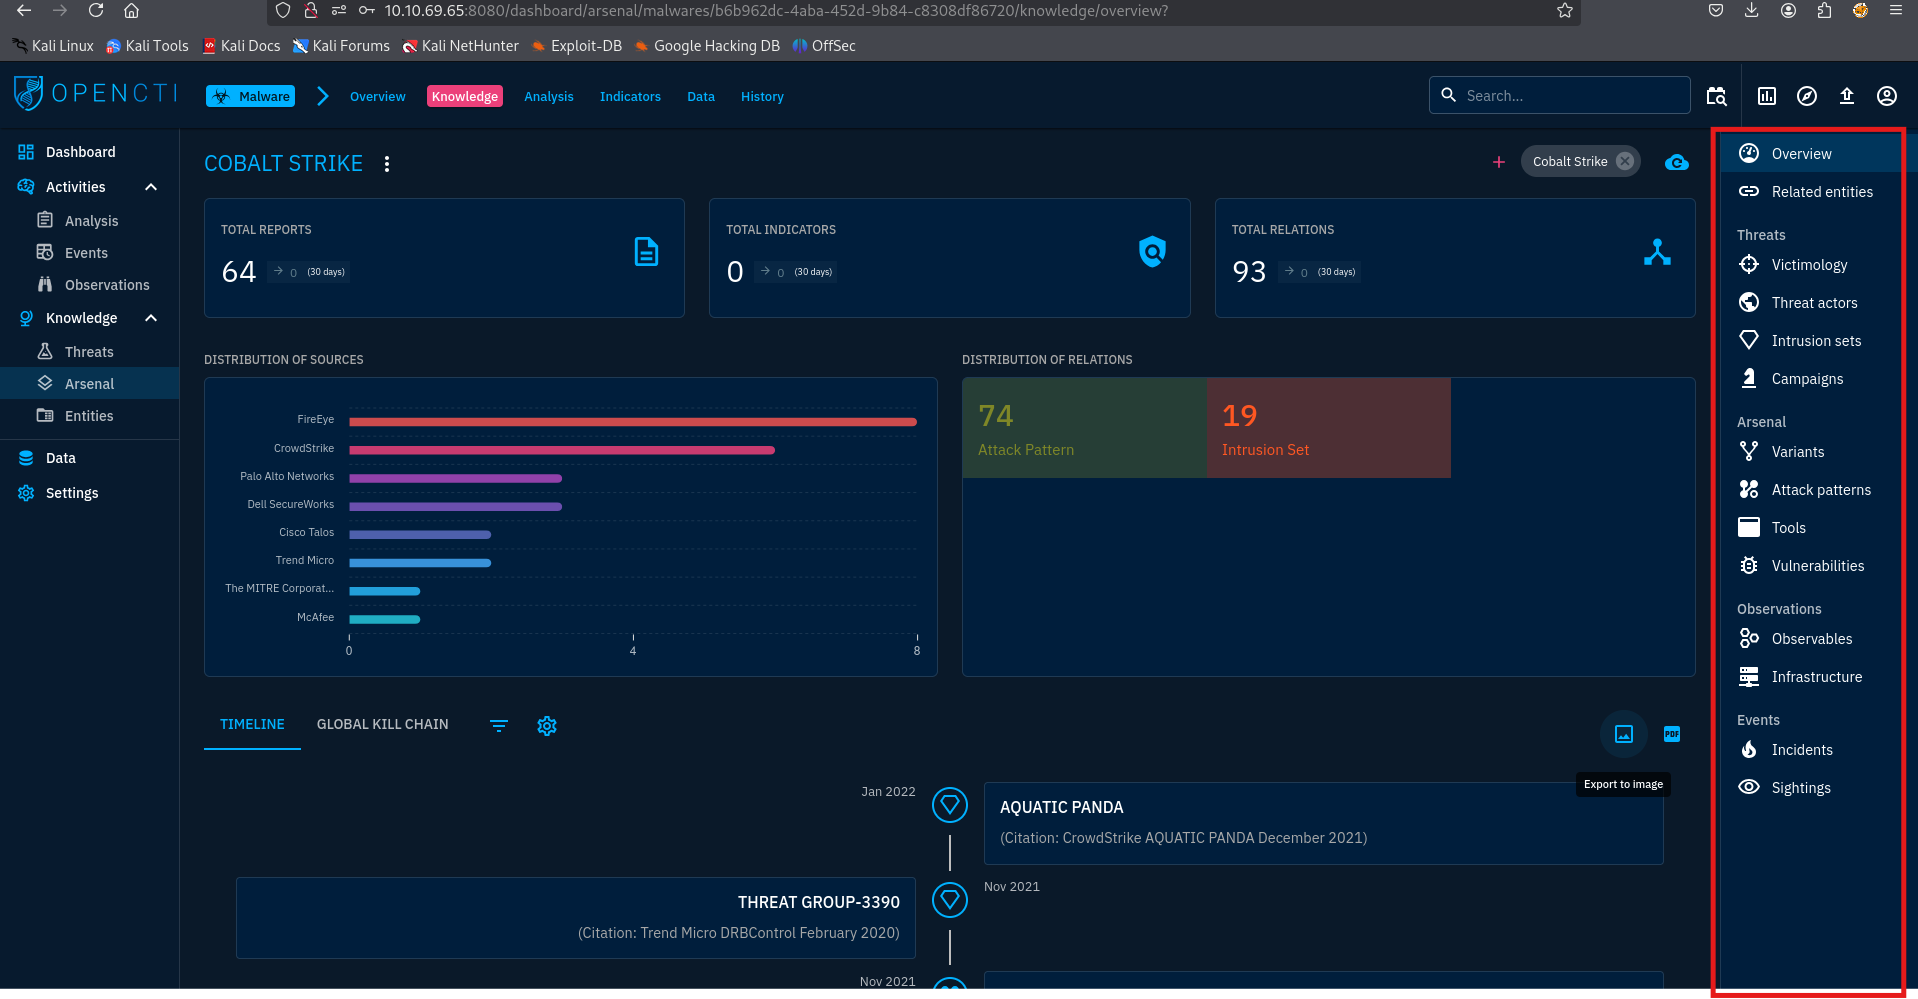 10.10.69.65:8080/dashboard/arsenal/malwares/b6b962dc-4aba-452d-9b84-c8308df86720/knowledge/overview?
Kali Linux Kali Tools Kali Docs Kali Forums Kali NetHunter Exploit-DB Google Hacking DB OffSec
OPENCTI Malware Overview Knowledge Analysis Indicators Data History Search...
Dashboard
Activities
Analysis
Events
Observations
Knowledge
Threats
Arsenal
Entities
Data
Settings
COBALT STRIKE
+ Cobalt Strike
TOTAL REPORTS
64 0 (30 days)
TOTAL INDICATORS
0 0 (30 days)
TOTAL RELATIONS
93 0 (30 days)
DISTRIBUTION OF SOURCES
FireEye
CrowdStrike
Palo Alto Networks
Dell SecureWorks
Cisco Talos
Trend Micro
The MITRE Corporat...
McAfee
0 4 8
DISTRIBUTION OF RELATIONS
74
Attack Pattern
19
Intrusion Set
TIMELINE GLOBAL KILL CHAIN
PDF
Export to image
Jan 2022
AQUATIC PANDA
(Citation: CrowdStrike AQUATIC PANDA December 2021)
Nov 2021
THREAT GROUP-3390
(Citation: Trend Micro DRBControl February 2020)
Nov 2021
Overview
Related entities
Threats
Victimology
Threat actors
Intrusion sets
Campaigns
Arsenal
Variants
Attack patterns
Tools
Vulnerabilities
Observations
Observables
Infrastructure
Events
Incidents
Sightings